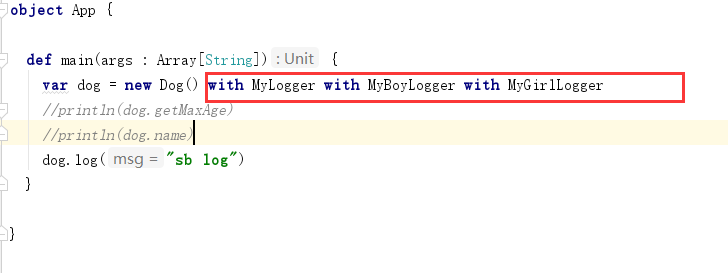 object App {
def main(args : Array[String]) : Unit {
var dog = new Dog() with MyLogger with MyBoyLogger with MyGirlLogger
//println(dog.getMaxAge)
//println(dog.name)
dog.log( msg = "sb log")
}
}